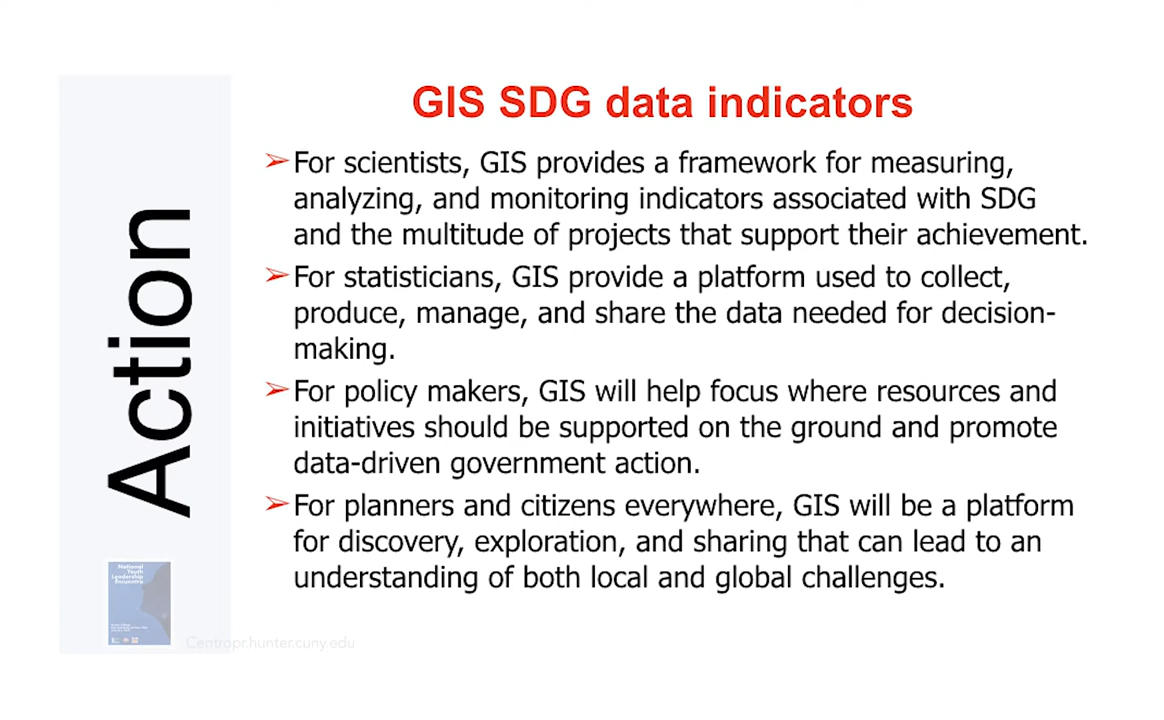 GIS SDG data indicators
➢For scientists, GIS provides a framework for measuring,
analyzing, and monitoring indicators associated with SDG
and the multitude of projects that support their achievement.
➢For statisticians, GIS provide a platform used to collect,
produce, manage, and share the data needed for decision-
making.
➢For policy makers, GIS will help focus where resources and
initiatives should be supported on the ground and promote
data-driven government action.
➢For planners and citizens everywhere, GIS will be a platform
for discovery, exploration, and sharing that can lead to an
understanding of both local and global challenges.
Action
National
Youth
Leadership
Encuentro
Centropr.hunter.cuny.edu